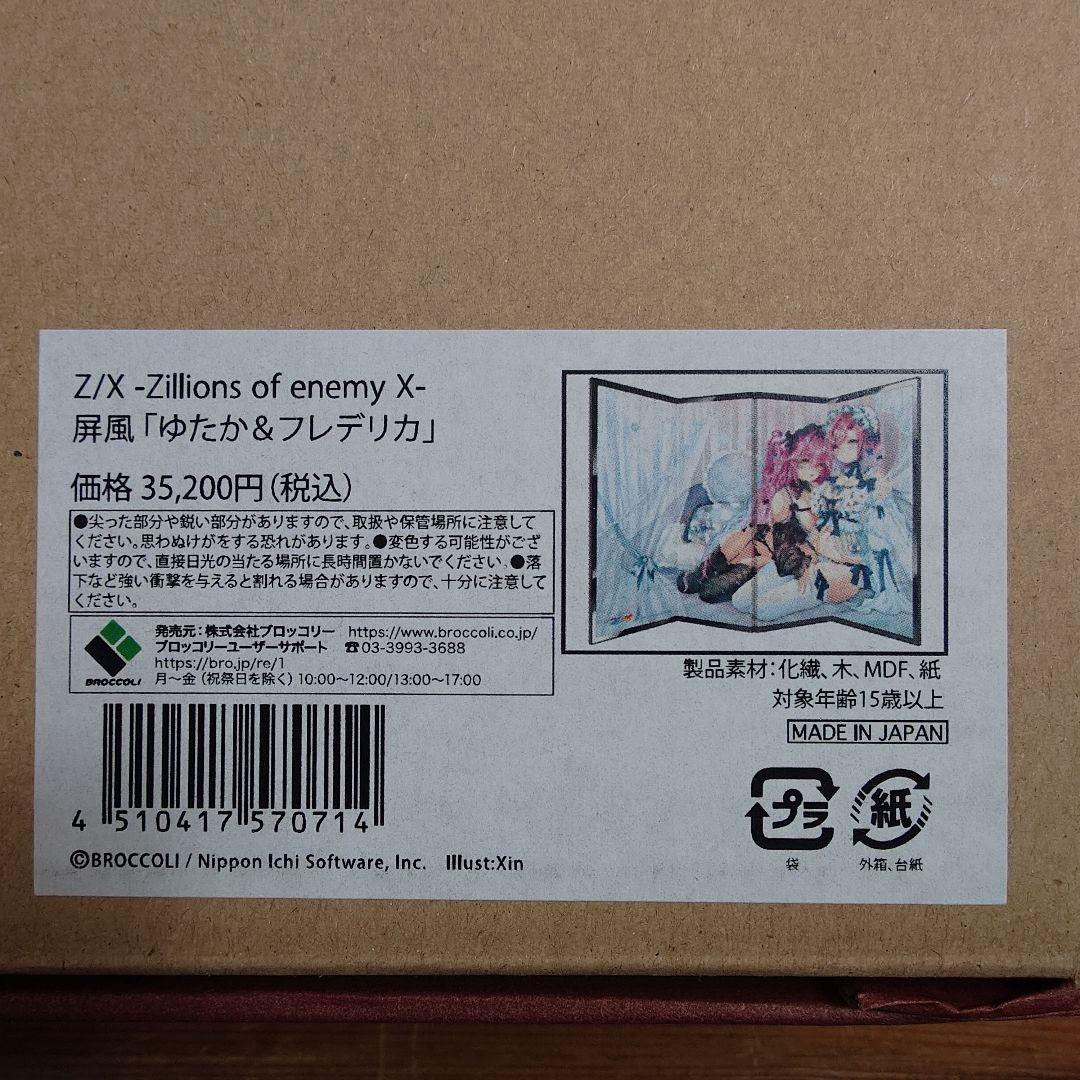 Z/X -Zillions of enemy X-
屏風「ゆたか＆フレデリカ」
価格 35,200円（税込）
●尖った部分や鋭い部分がありますので、取扱や保管場所に注意して
ください。思わぬけがをする恐れがあります。●変色する可能性がござ
いますので、直接日光の当たる場所に長時間置かないでください。●落
下など強い衝撃を与えると割れる場合がありますので、十分に注意して
ください。
BROCCOLI
発売元：株式会社ブロッコリー https://www.broccoli.co.jp/
ブロッコリーユーザーサポート ☎03-3993-3688
https://bro.jp/re/1
月～金（祝祭日を除く）10:00～12:00/13:00～17:00
4 510417 570714
©BROCCOLI / Nippon Ichi Software, Inc. Illust:Xin
製品素材：化繊、木、MDF、紙
対象年齢15歳以上
MADE IN JAPAN
プラ
袋
紙
外箱、台紙